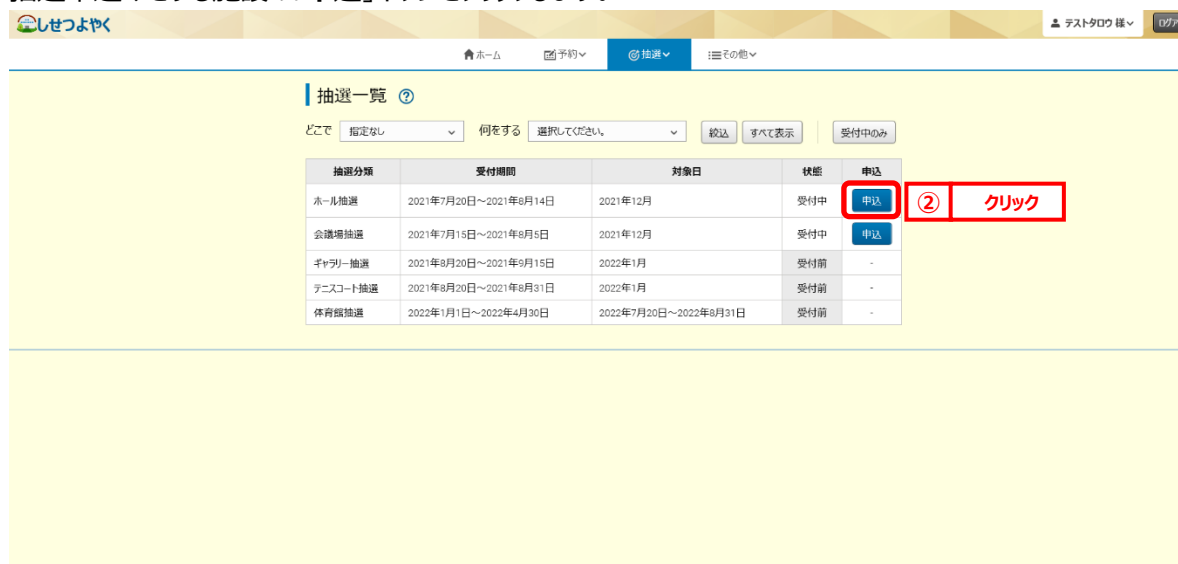 しせつよやく
テストタロウ 様
ホーム 予約 抽選 その他
抽選一覧 ?
どこで 指定なし 何をする 選択してください。 絞込 すべて表示 受付中のみ
抽選分類 受付期間 対象日 状態 申込
ホール抽選 2021年7月20日～2021年8月14日 2021年12月 受付中 申込 ② クリック
会議場抽選 2021年7月15日～2021年8月5日 2021年12月 受付中 申込
ギャラリー抽選 2021年8月20日～2021年9月15日 2022年1月 受付前 -
テニスコート抽選 2021年8月20日～2021年8月31日 2022年1月 受付前 -
体育館抽選 2022年1月1日～2022年4月30日 2022年7月20日～2022年8月31日 受付前 -